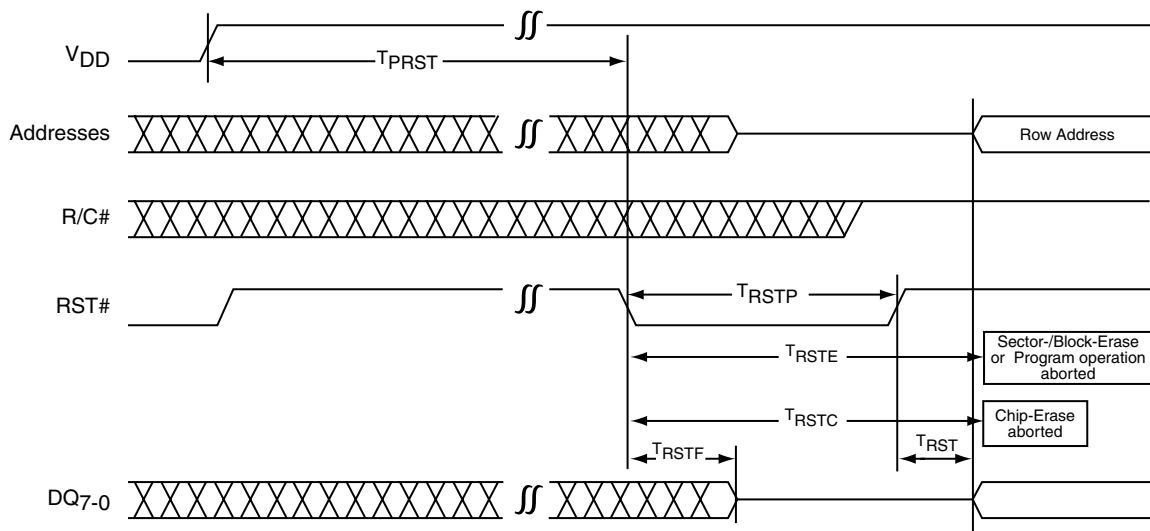 VDD
TPRST
Addresses
Row Address
R/C#
RST#
TRSTP
TRSTE
Sector-/Block-Erase
or Program operation
aborted
TRSTC
Chip-Erase
aborted
TRSTF
TRST
DQ7-0